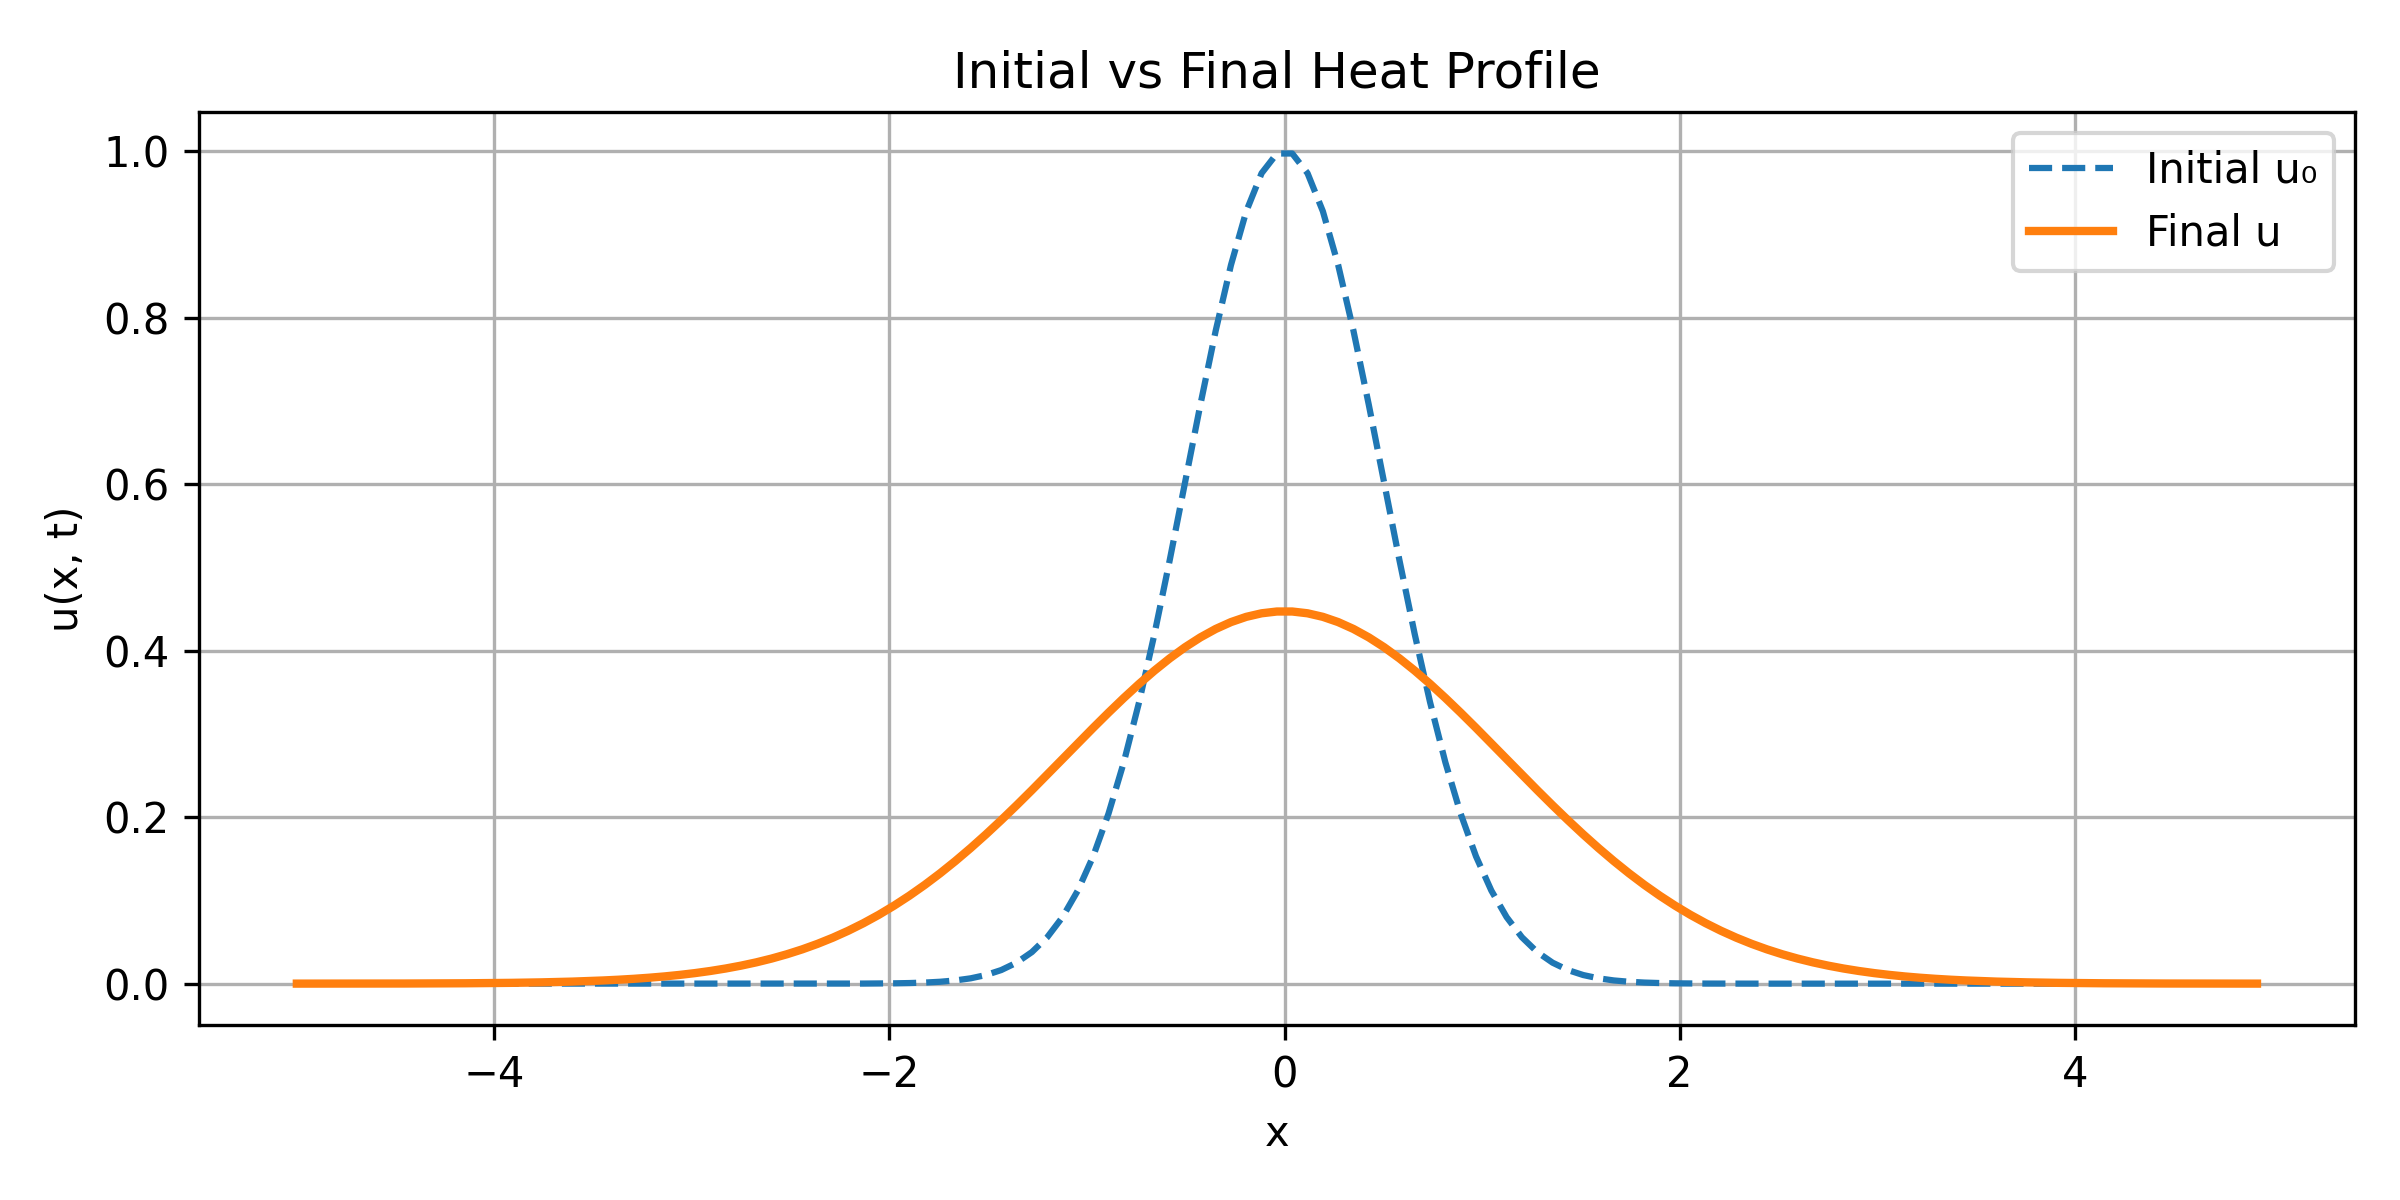 Initial vs Final Heat Profile
Initial u₀
Final u
u(x, t)
1.0
0.8
0.6
0.4
0.2
0.0
−4
−2
0
2
4
x